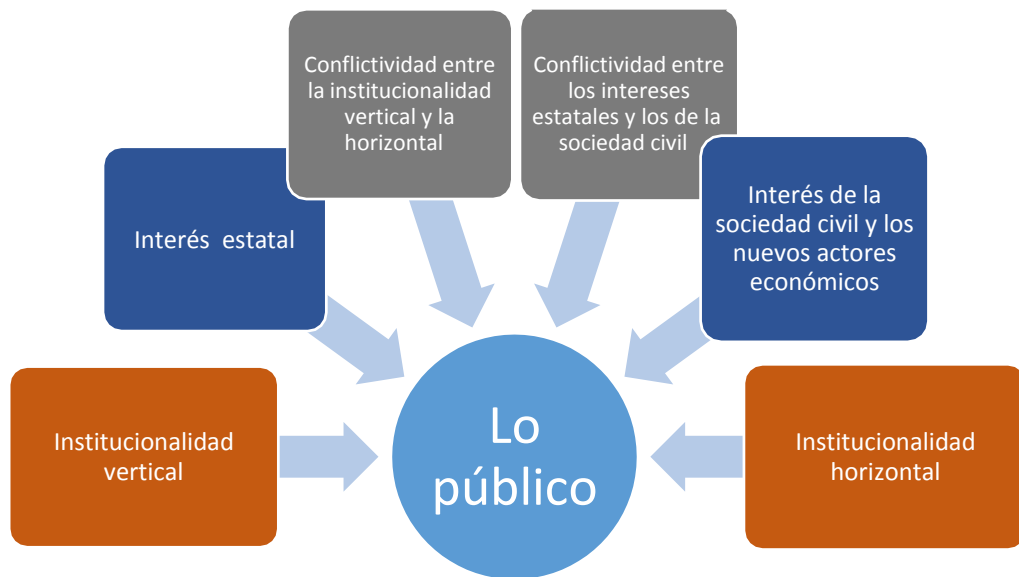 Conflictividad entre
la institucionalidad
vertical y la
horizontal
Conflictividad entre
los intereses
estatales y los de la
sociedad civil
Interés estatal
Interés de la
sociedad civil y los
nuevos actores
económicos
Institucionalidad
vertical
Lo
público
Institucionalidad
horizontal